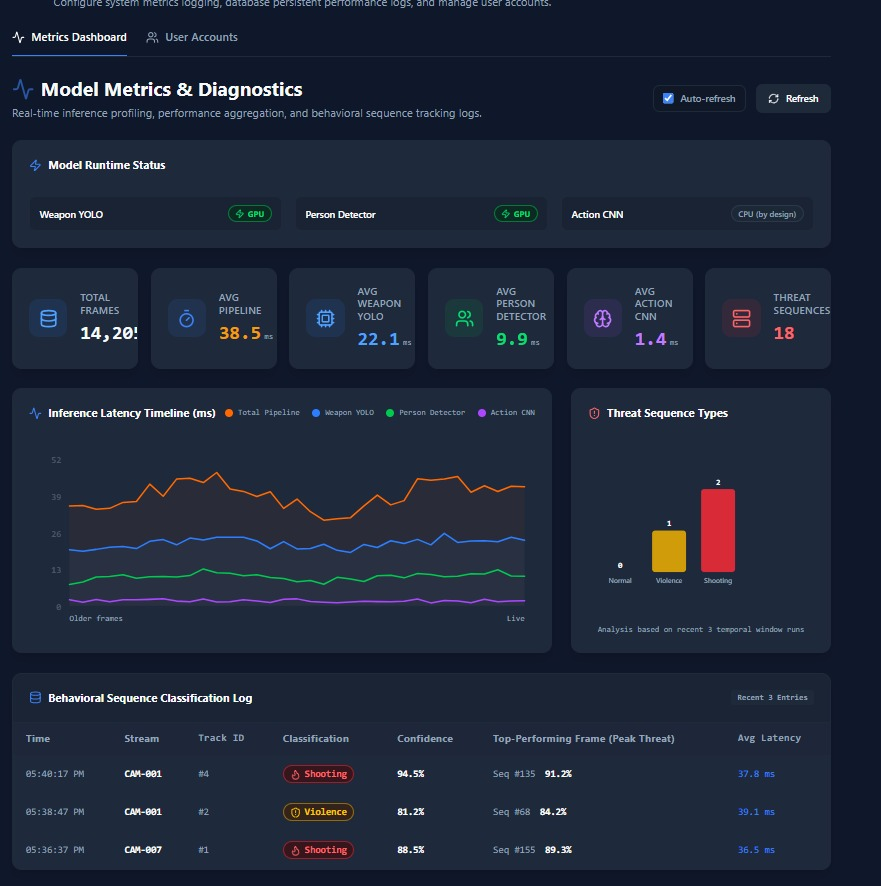 Configure system metrics logging, database persistent performance logs, and manage user accounts.
Metrics Dashboard User Accounts
Model Metrics & Diagnostics
Real-time inference profiling, performance aggregation, and behavioral sequence tracking logs.
Auto-refresh Refresh
Model Runtime Status
Weapon YOLO GPU Person Detector GPU Action CNN CPU (by design)
TOTAL FRAMES
14,205
AVG PIPELINE
38.5 ms
AVG WEAPON YOLO
22.1 ms
AVG PERSON DETECTOR
9.9 ms
AVG ACTION CNN
1.4 ms
THREAT SEQUENCES
18
Inference Latency Timeline (ms) Total Pipeline Weapon YOLO Person Detector Action CNN
52
39
26
13
0
Older frames Live
Threat Sequence Types
2
1
0
Normal Violence Shooting
Analysis based on recent 3 temporal window runs
Behavioral Sequence Classification Log Recent 3 Entries
Time Stream Track ID Classification Confidence Top-Performing Frame (Peak Threat) Avg Latency
05:40:17 PM CAM-001 #4 Shooting 94.5% Seq #135 91.2% 37.8 ms
05:38:47 PM CAM-001 #2 Violence 81.2% Seq #68 84.2% 39.1 ms
05:36:37 PM CAM-007 #1 Shooting 88.5% Seq #155 89.3% 36.5 ms